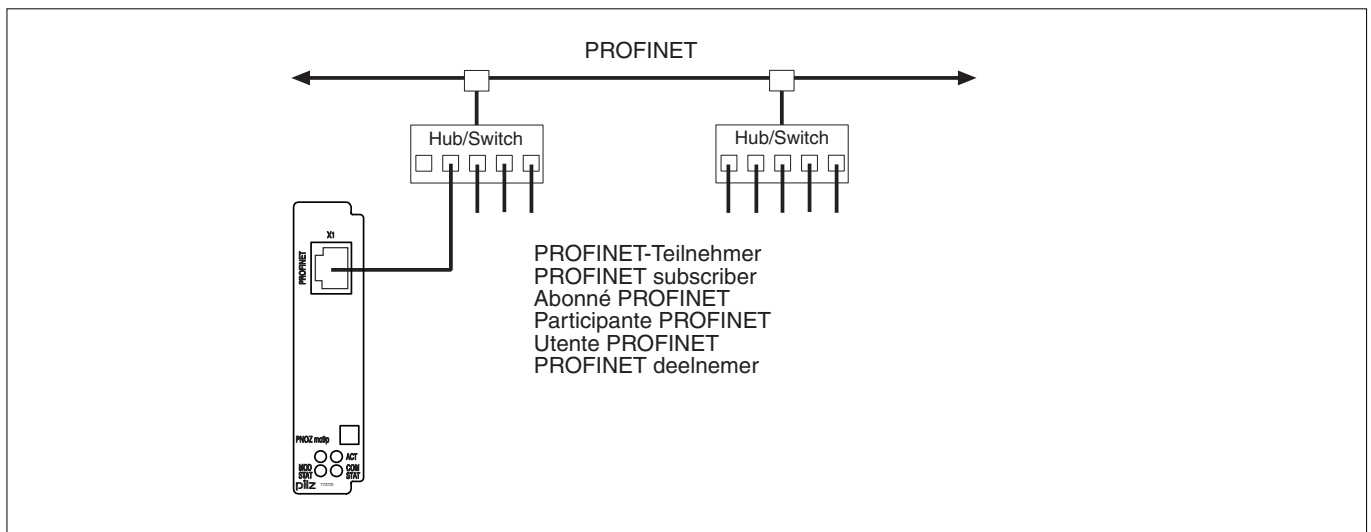 PROFINET
Hub/Switch
Hub/Switch
X1
PROFINET
PROFINET-Teilnehmer
PROFINET subscriber
Abonné PROFINET
Participante PROFINET
Utente PROFINET
PROFINET deelnemer
PNOZ mc9p
ACT
MOD STAT
COM STAT
pilz